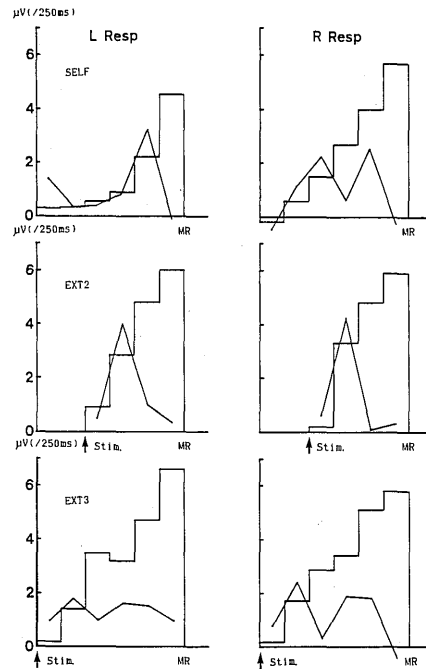 μV(/250ms)
L Resp
R Resp
SELF
6
4
2
0
MR
MR
μV(/250ms)
EXT2
6
4
2
0
Stim.
MR
Stim.
MR
μV(/250ms)
EXT3
6
4
2
0
Stim.
MR
Stim.
MR